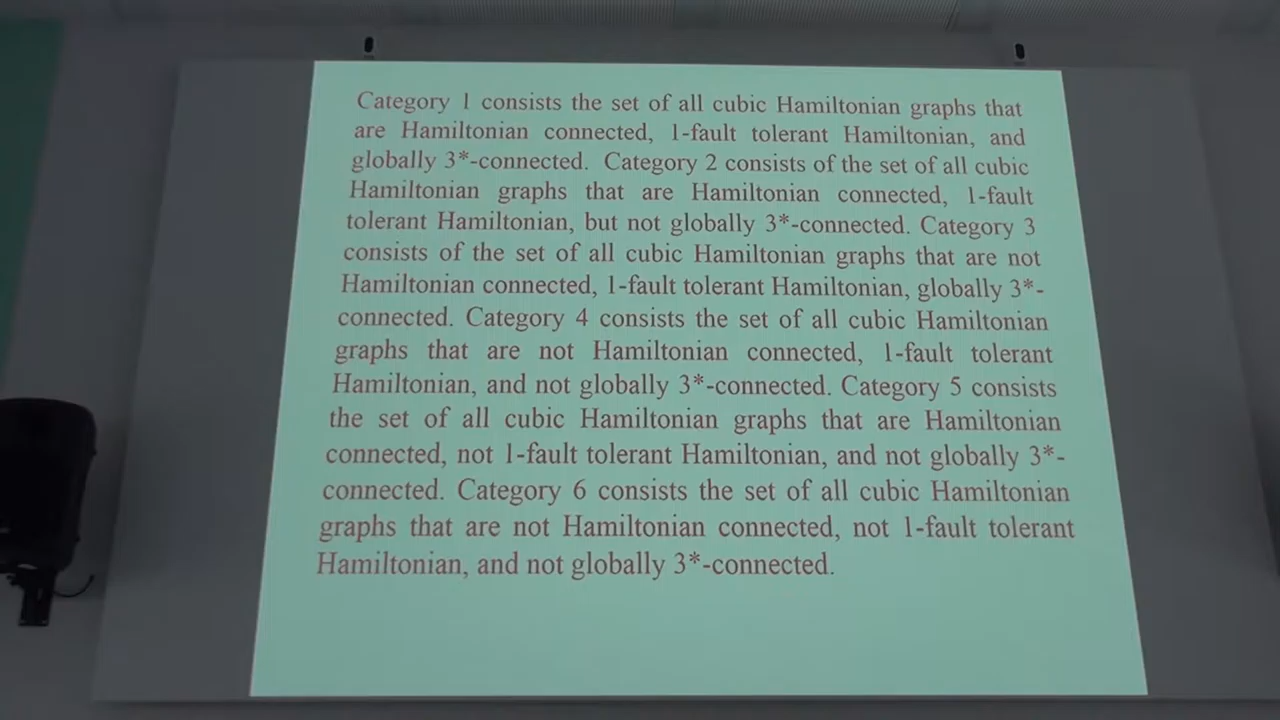 Category 1 consists the set of all cubic Hamiltonian graphs that
are Hamiltonian connected, 1-fault tolerant Hamiltonian, and
globally 3*-connected. Category 2 consists of the set of all cubic
Hamiltonian graphs that are Hamiltonian connected, 1-fault
tolerant Hamiltonian, but not globally 3*-connected. Category 3
consists of the set of all cubic Hamiltonian graphs that are not
Hamiltonian connected, 1-fault tolerant Hamiltonian, globally 3*-
connected. Category 4 consists the set of all cubic Hamiltonian
graphs that are not Hamiltonian connected, 1-fault tolerant
Hamiltonian, and not globally 3*-connected. Category 5 consists
the set of all cubic Hamiltonian graphs that are Hamiltonian
connected, not 1-fault tolerant Hamiltonian, and not globally 3*-
connected. Category 6 consists the set of all cubic Hamiltonian
graphs that are not Hamiltonian connected, not 1-fault tolerant
Hamiltonian, and not globally 3*-connected.